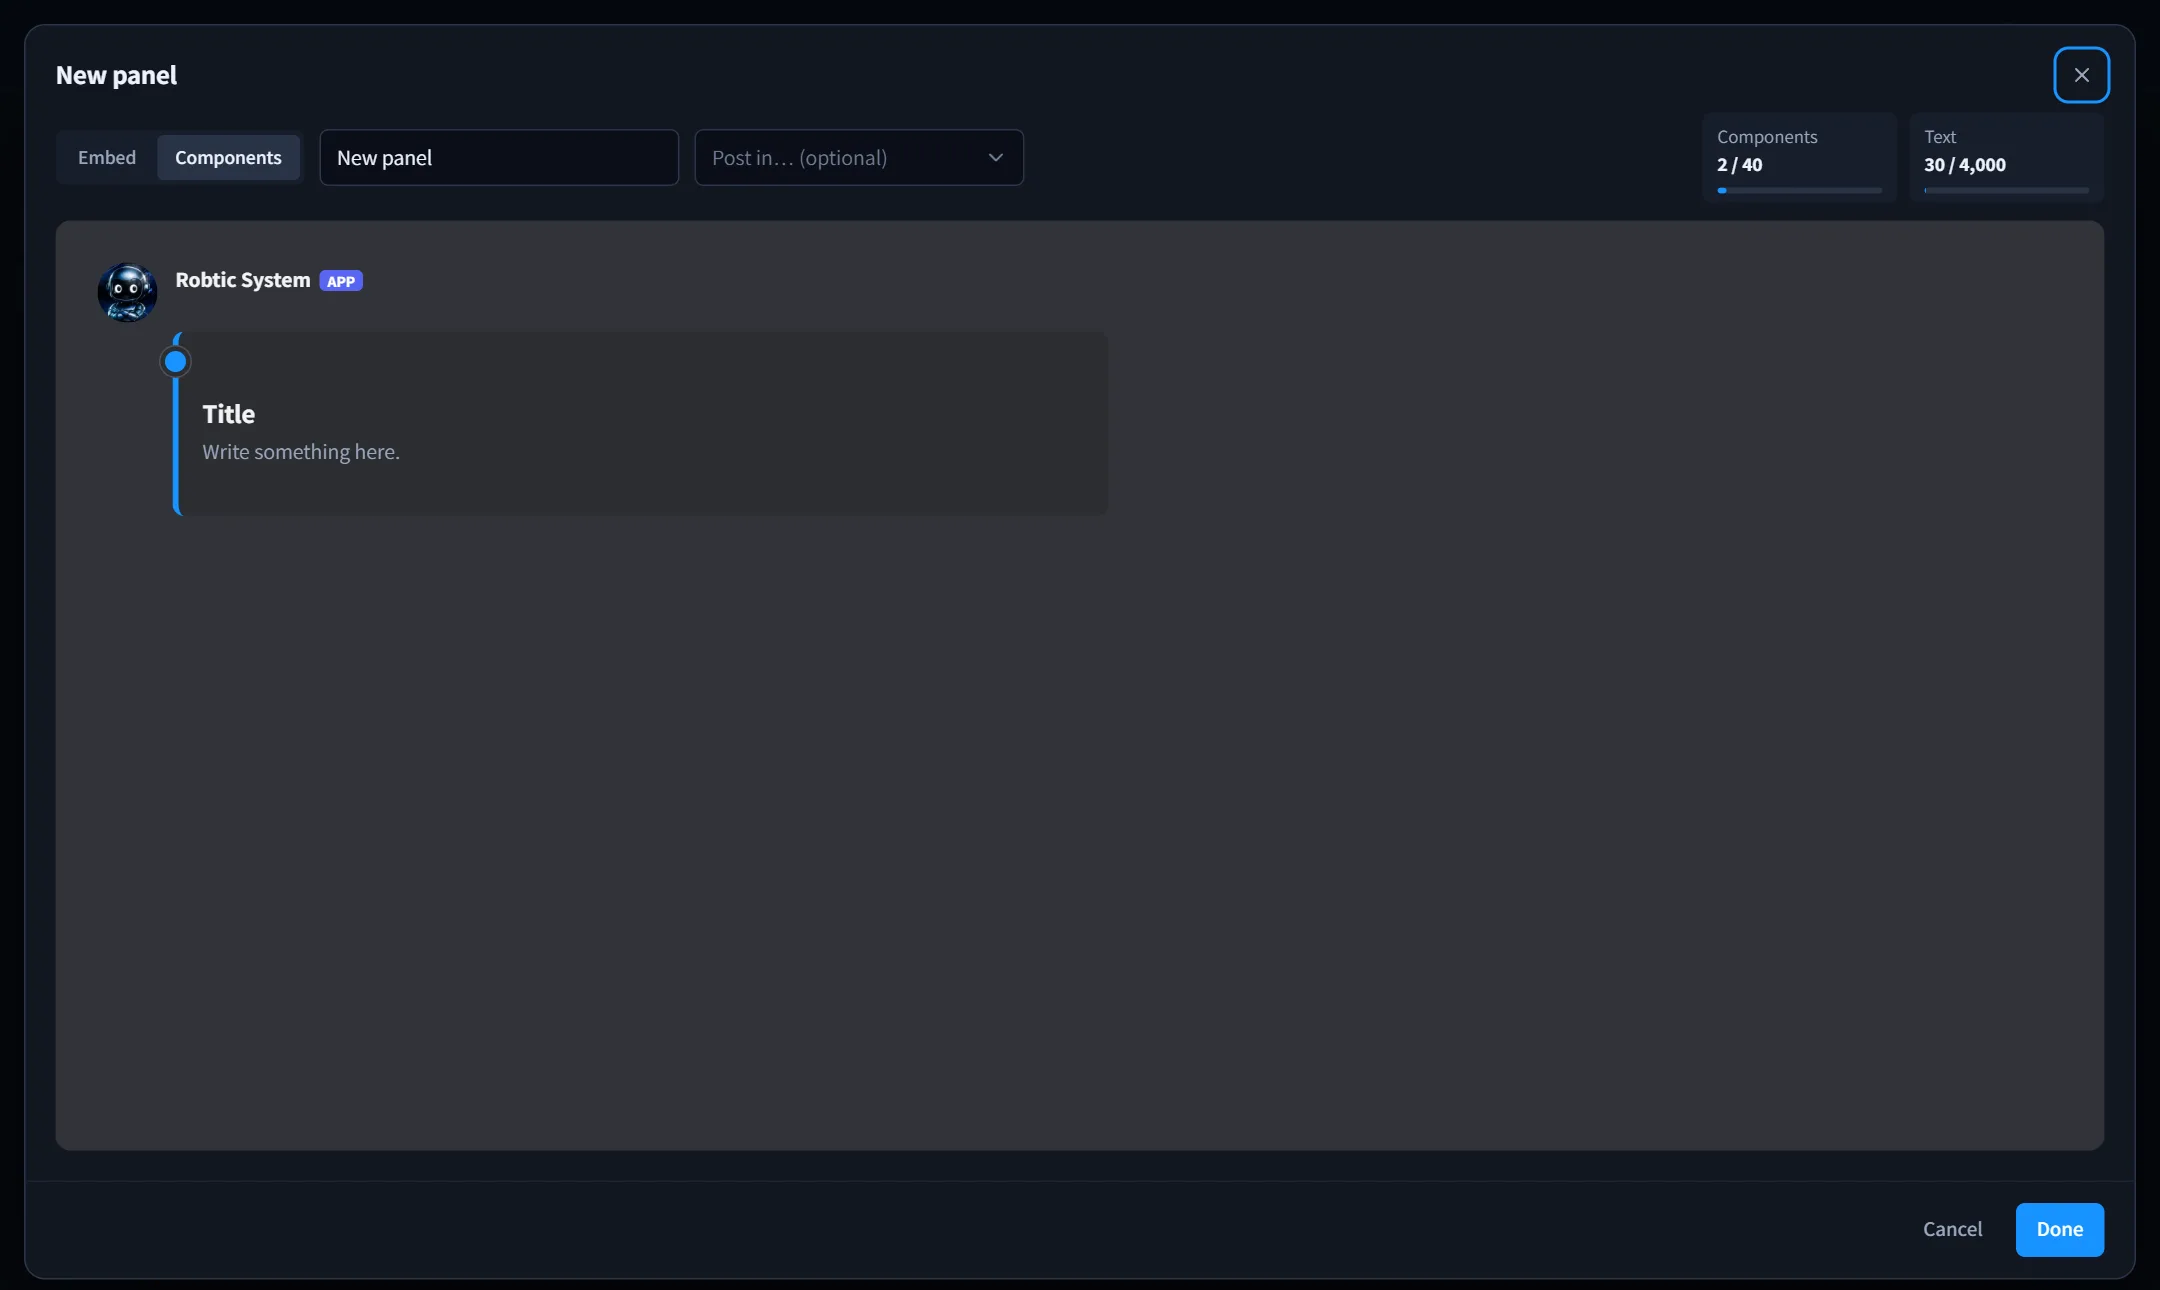 New panel
Embed
Components
New panel
Post in… (optional)
Components
2 / 40
Text
30 / 4,000
Robtic System APP
Title
Write something here.
Cancel
Done